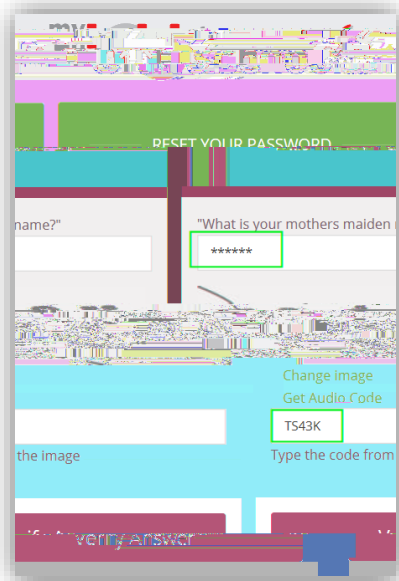 my
RESET YOUR PASSWORD
name?"
"What is your mothers maiden
******
Change image
Get Audio Code
TS43K
the image
Type the code from
verify Answer